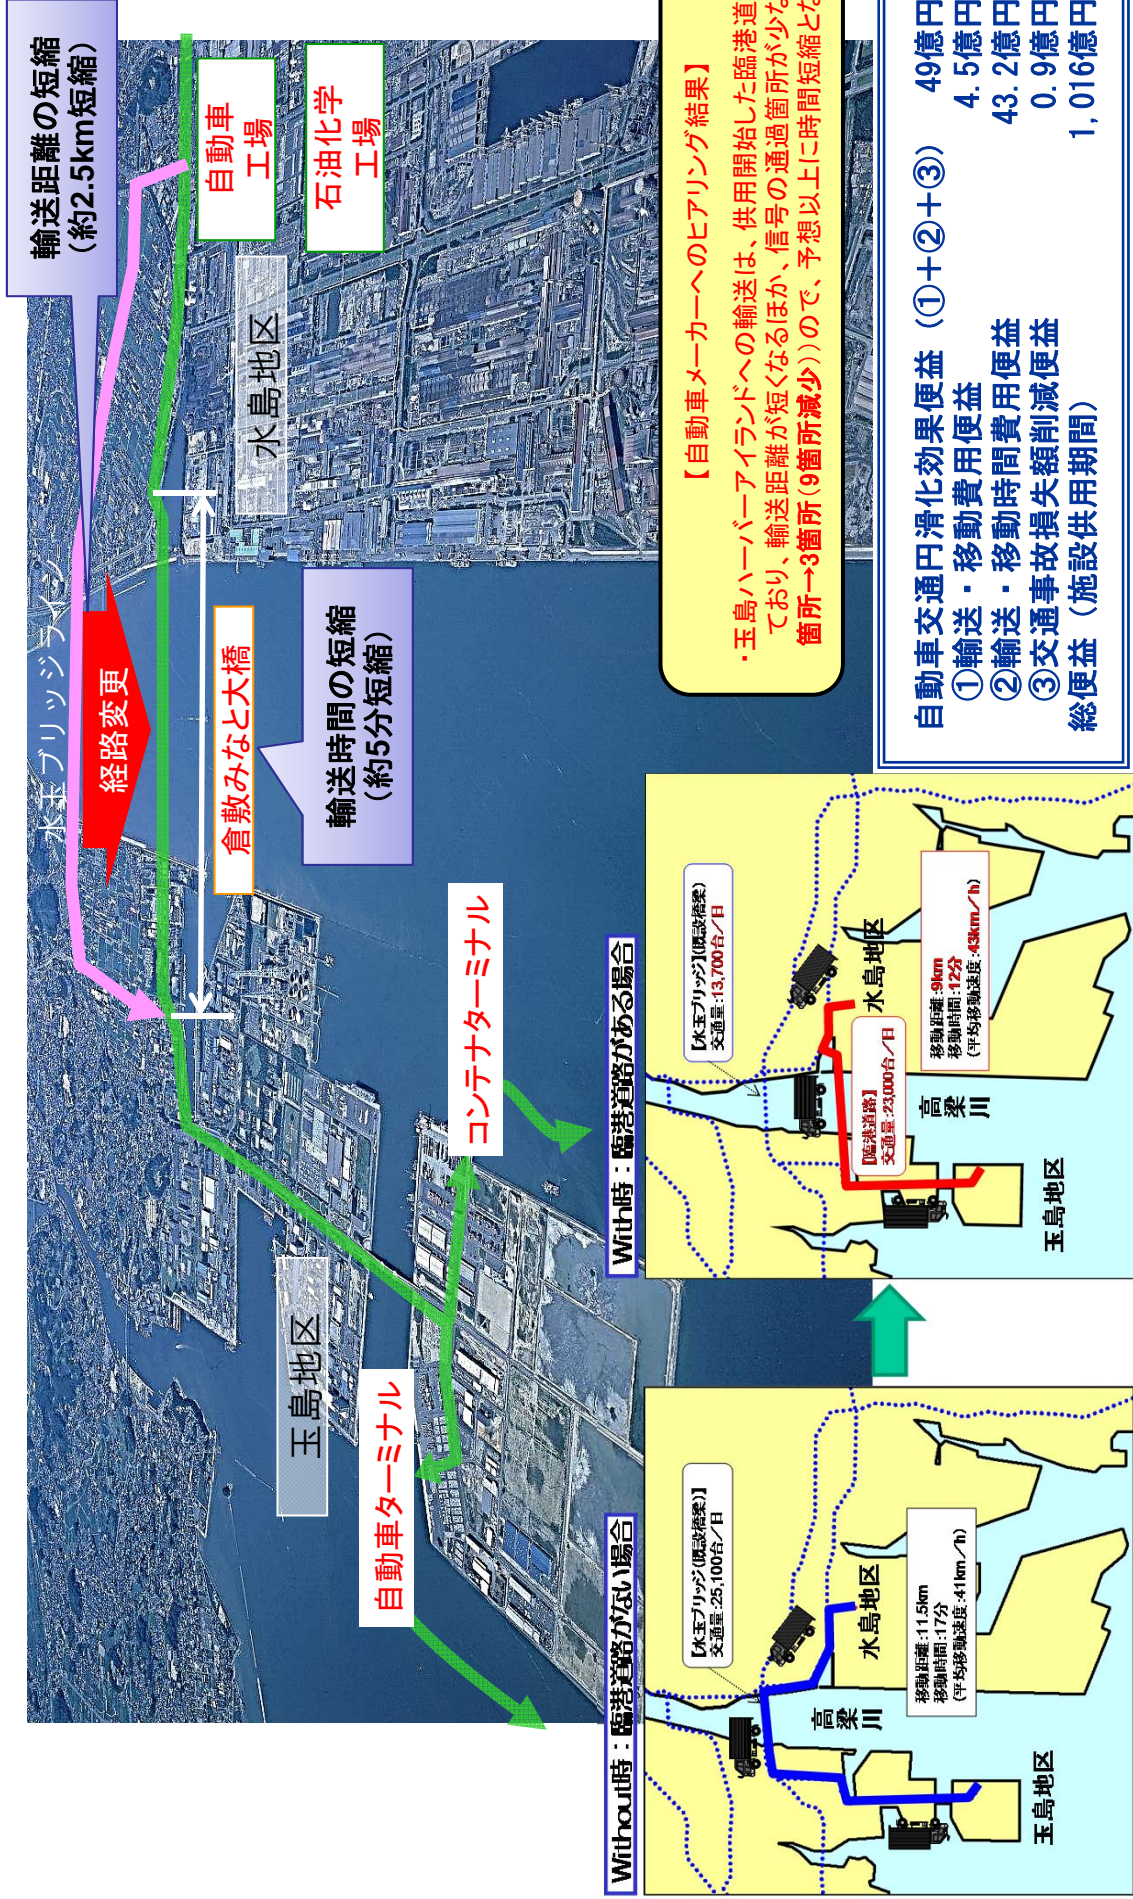 輸送距離の短縮
（約2.5km短縮）
水玉ブリッジライン
経路変更
自動車
工場
石油化学
工場
水島地区
倉敷みなと大橋
輸送時間の短縮
（約5分短縮）
玉島地区
コンテナターミナル
自動車ターミナル
【自動車メーカーへのヒアリング結果】
・玉島ハーバーアイランドへの輸送は、供用開始した臨港道
ており、輸送距離が短くなるほか、信号の通過箇所が少な
箇所→3箇所（9箇所減少））ので、予想以上に時間短縮とな
Without時：臨港道路がない場合
【水玉ブリッジ(既設橋梁)】
交通量：25,100台／日
高梁川
水島地区
移動距離：11.5km
移動時間：17分
（平均移動速度：41km／h）
玉島地区
With時：臨港道路がある場合
【水玉ブリッジ】(既設橋梁)
交通量：13,700台／日
水島地区
【臨港道路】
交通量：23,000台／日
高梁川
移動距離：9km
移動時間：12分
（平均移動速度：43km／h）
玉島地区
自動車交通円滑化効果便益（①＋②＋③） 49億円
①輸送・移動費用便益 4.5億円
②輸送・移動時間費用便益 43.2億円
③交通事故損失額削減便益 0.9億円
総便益（施設供用期間） 1,016億円